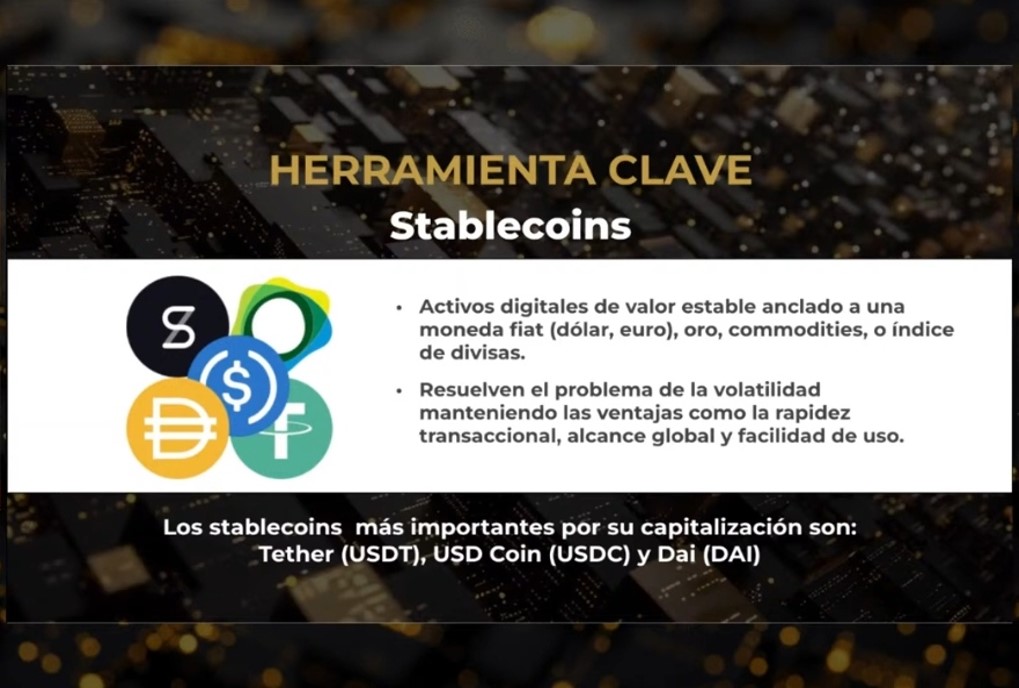 HERRAMIENTA CLAVE
Stablecoins
• Activos digitales de valor estable anclado a una
moneda fiat (dólar, euro), oro, commodities, o índice
de divisas.
• Resuelven el problema de la volatilidad
manteniendo las ventajas como la rapidez
transaccional, alcance global y facilidad de uso.
Los stablecoins  más importantes por su capitalización son:
Tether (USDT), USD Coin (USDC) y Dai (DAI)